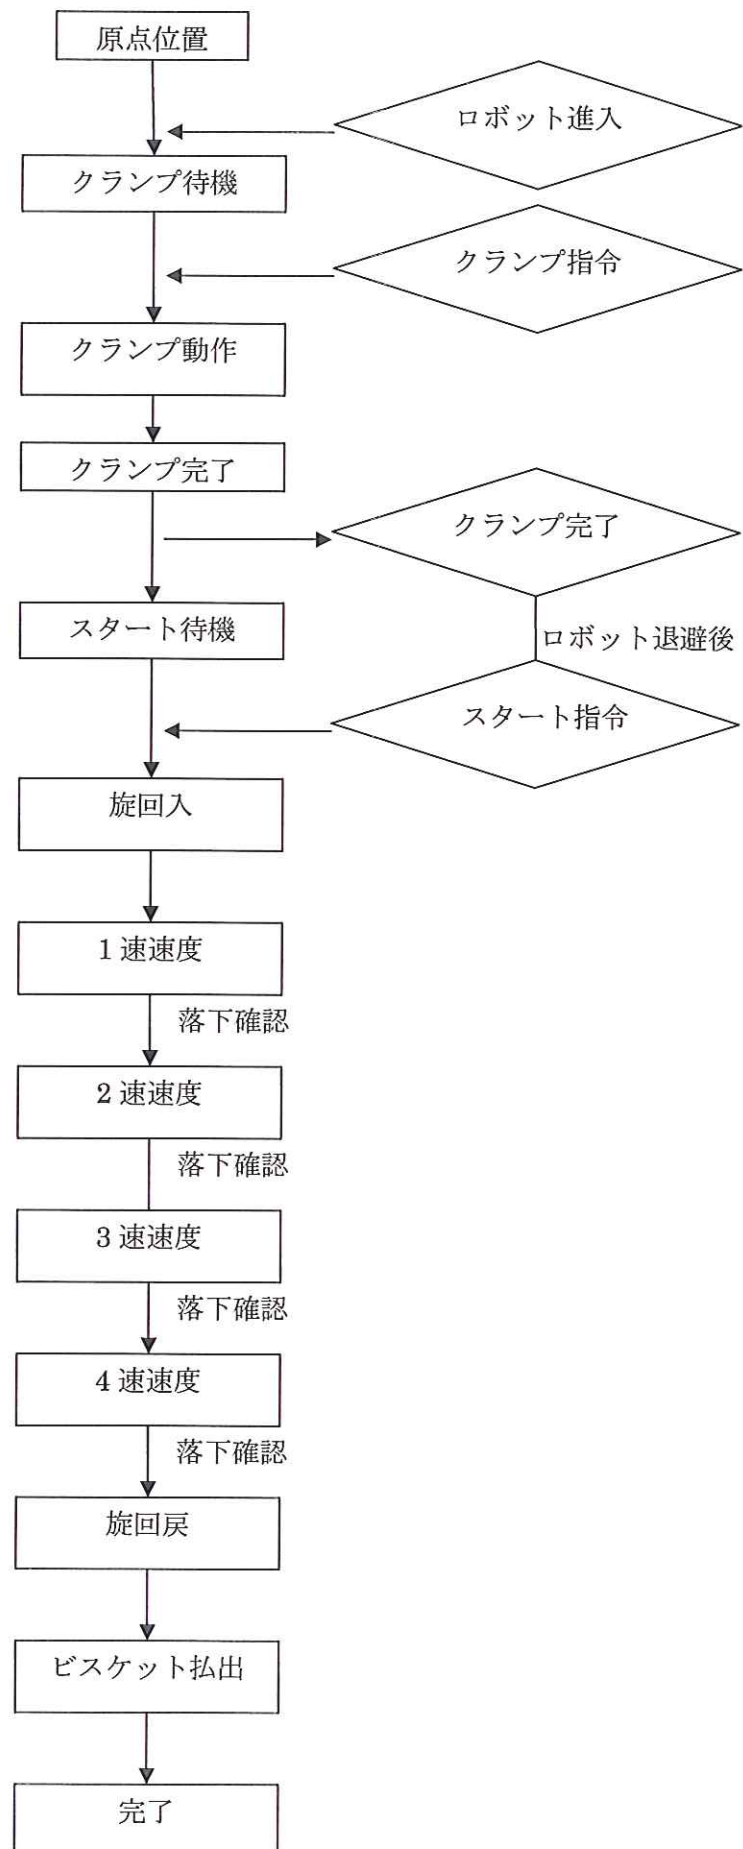 原点位置
ロボット進入
クランプ待機
クランプ指令
クランプ動作
クランプ完了
クランプ完了
スタート待機
ロボット退避後
スタート指令
旋回入
1速速度
落下確認
2速速度
落下確認
3速速度
落下確認
4速速度
落下確認
旋回戻
ビスケット払出
完了